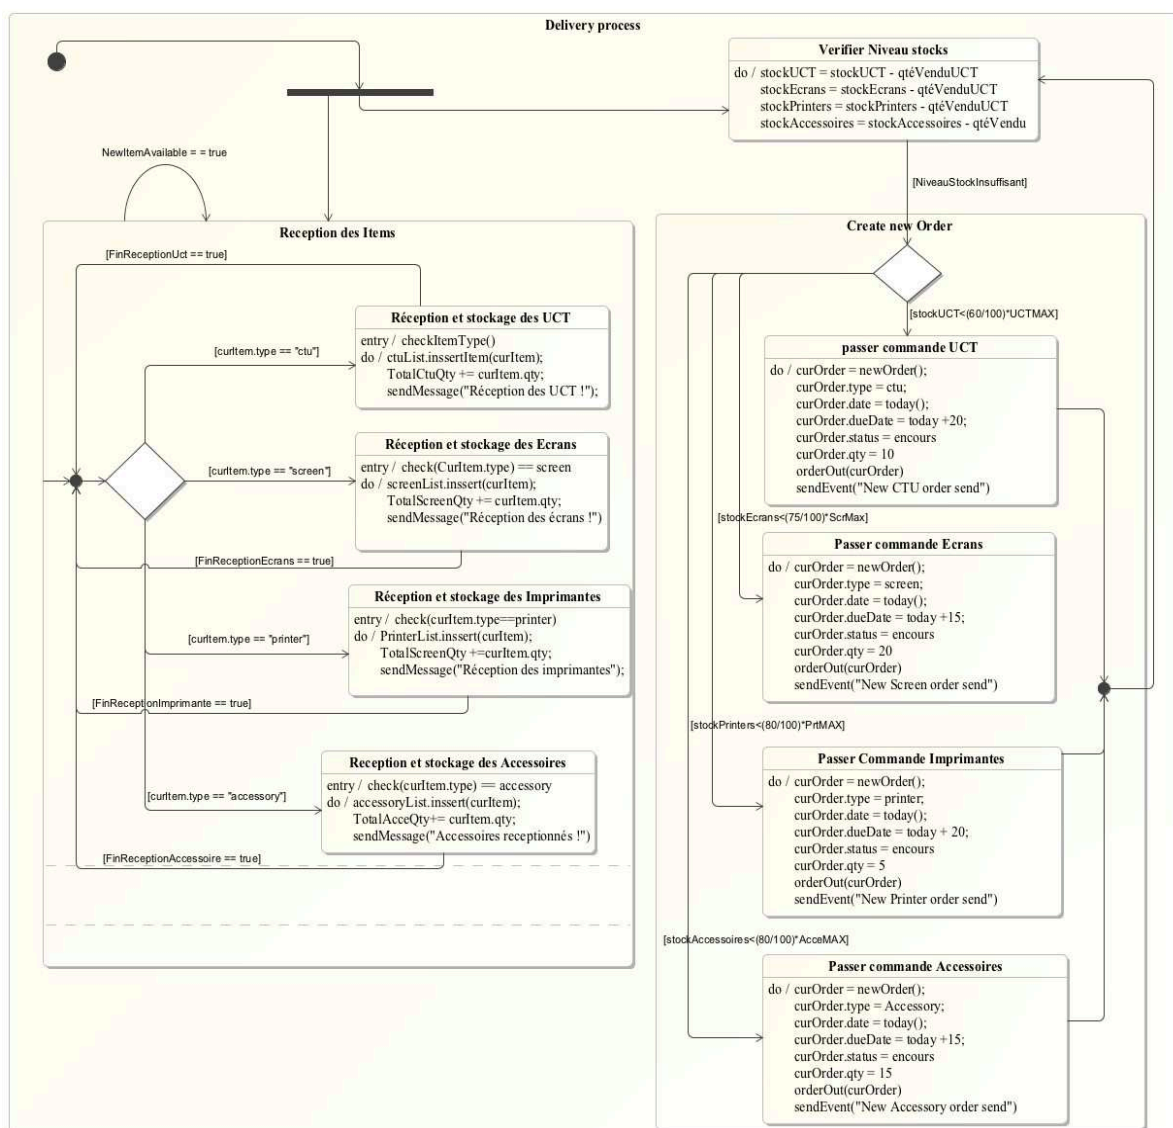 Delivery process
Verifier Niveau stocks
do / stockUCT = stockUCT - qtéVenduUCT
stockEcrans = stockEcrans - qtéVenduUCT
stockPrinters = stockPrinters - qtéVenduUCT
stockAccessoires = stockAccessoires - qtéVendu
NewItemAvailable = = true
[NiveauStockInsuffisant]
Reception des Items
[FinReceptionUct == true]
Réception et stockage des UCT
entry / checkItemType()
do / ctuList.inssertItem(curItem);
TotalCtuQty += curItem.qty;
sendMessage("Réception des UCT !");
[curItem.type == "ctu"]
Réception et stockage des Ecrans
entry / check(CurItem.type) == screen
do / screenList.inssert(curItem);
TotalScreenQty += curItem.qty;
sendMessage("Réception des écrans !")
[curItem.type == "screen"]
[FinReceptionEcrans == true]
Réception et stockage des Imprimantes
entry / check(curItem.type==printer)
do / PrinterList.inssert(curItem);
TotalScreenQty +=curItem.qty;
sendMessage("Réception des imprimantes");
[curItem.type == "printer"]
[FinReceptionImprimante == true]
Reception et stockage des Accessoires
entry / check(curItem.type) == accessory
do / accessoryList.inssert(curItem);
TotalAcceQty+= curItem.qty;
sendMessage("Accessoires receptionnés !")
[curItem.type == "accessory"]
[FinReceptionAccessoire == true]
Create new Order
[stockUCT<(60/100)*UCTMAX]
passer commande UCT
do / curOrder = newOrder();
curOrder.type = ctu;
curOrder.date = today();
curOrder.dueDate = today +20;
curOrder.status = encours
curOrder.qty = 10
orderOut(curOrder)
sendEvent("New CTU order send")
[stockEcrans<(75/100)*ScrMax]
Passer commande Ecrans
do / curOrder = newOrder();
curOrder.type = screen;
curOrder.date = today();
curOrder.dueDate = today +15;
curOrder.status = encours
curOrder.qty = 20
orderOut(curOrder)
sendEvent("New Screen order send")
[stockPrinters<(80/100)*PrtMAX]
Passer Commande Imprimantes
do / curOrder = newOrder();
curOrder.type = printer;
curOrder.date = today();
curOrder.dueDate = today + 20;
curOrder.status = encours
curOrder.qty = 5
orderOut(curOrder)
sendEvent("New Printer order send")
[stockAccessoires<(80/100)*AcceMAX]
Passer commande Accessoires
do / curOrder = newOrder();
curOrder.type = Accessory;
curOrder.date = today();
curOrder.dueDate = today +15;
curOrder.status = encours
curOrder.qty = 15
orderOut(curOrder)
sendEvent("New Accessory order send")